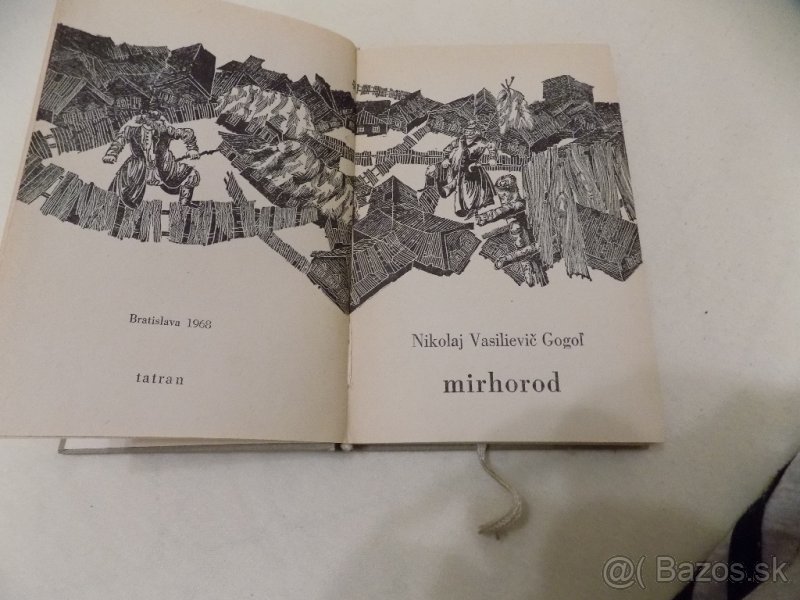 Bratislava 1968
tatran
Nikolaj Vasilievič Gogoľ
mirhorod
@( Bazos.sk